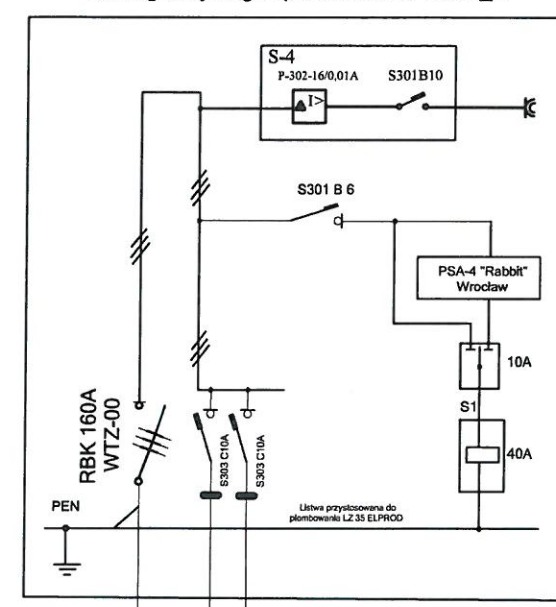 S-4
P-302-16/0,01A
S301B10
I>
S301 B 6
PSA-4 "Rabbit"
Wrocław
10A
S1
40A
RBK 160A
WTZ-00
S303 C10A
S303 C10A
PEN
Listwa przystosowana do
plombowania LZ 35 ELPROD